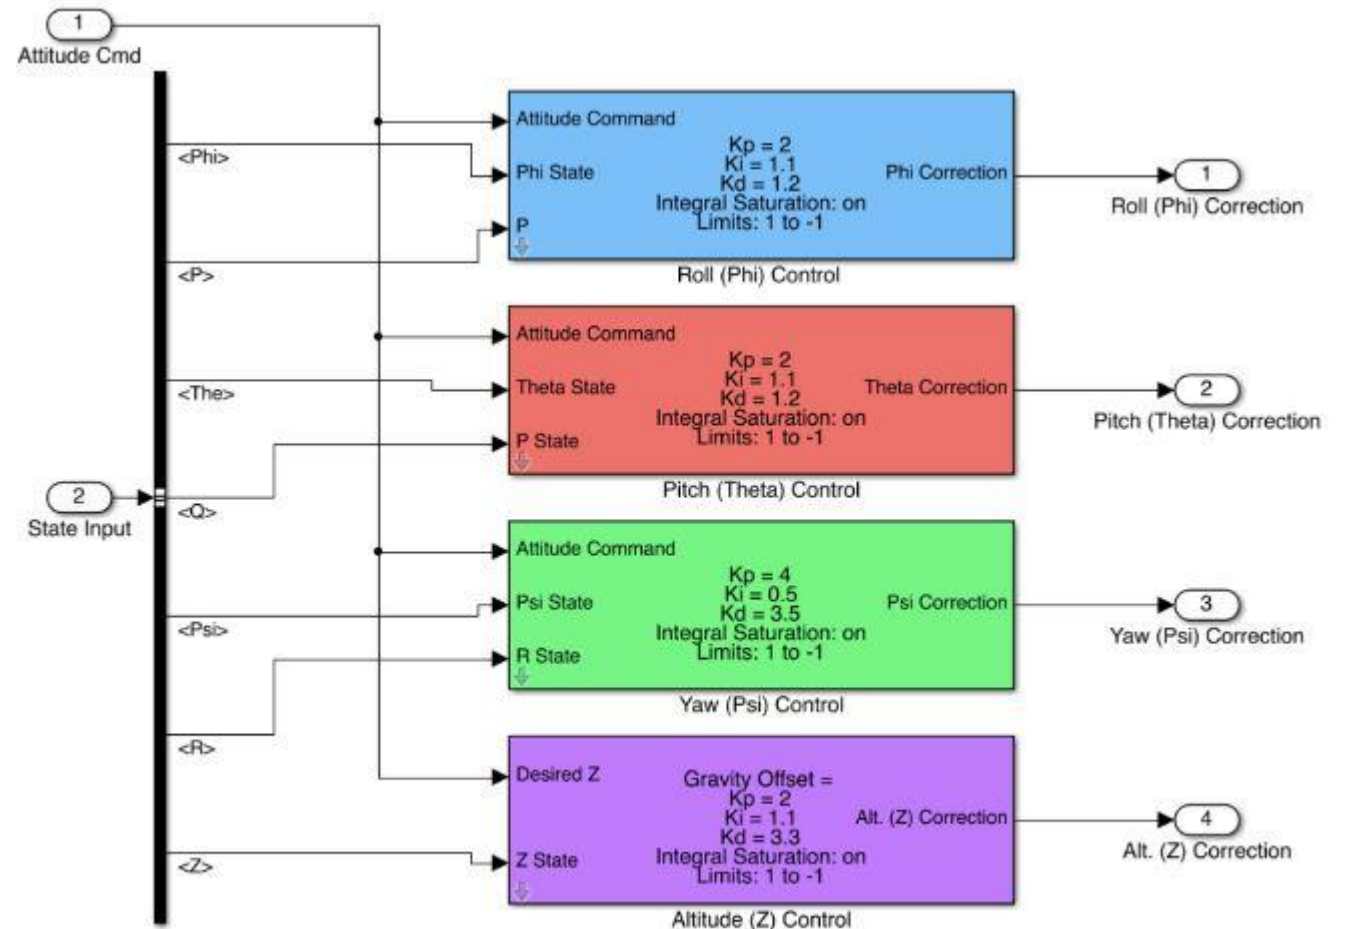 1
Attitude Cmd
<Phi>
<P>
<The>
2
State Input
<Q>
<Psi>
<R>
<Z>
Attitude Command
Phi State
P
Kp = 2
Ki = 1.1
Kd = 1.2
Integral Saturation: on
Limits: 1 to -1
Phi Correction
Roll (Phi) Control
1
Roll (Phi) Correction
Attitude Command
Theta State
P State
Kp = 2
Ki = 1.1
Kd = 1.2
Integral Saturation: on
Limits: 1 to -1
Theta Correction
Pitch (Theta) Control
2
Pitch (Theta) Correction
Attitude Command
Psi State
R State
Kp = 4
Ki = 0.5
Kd = 3.5
Integral Saturation: on
Limits: 1 to -1
Psi Correction
Yaw (Psi) Control
3
Yaw (Psi) Correction
Desired Z
Z State
Gravity Offset =
Kp = 2
Ki = 1.1
Kd = 3.3
Integral Saturation: on
Limits: 1 to -1
Alt. (Z) Correction
Altitude (Z) Control
4
Alt. (Z) Correction